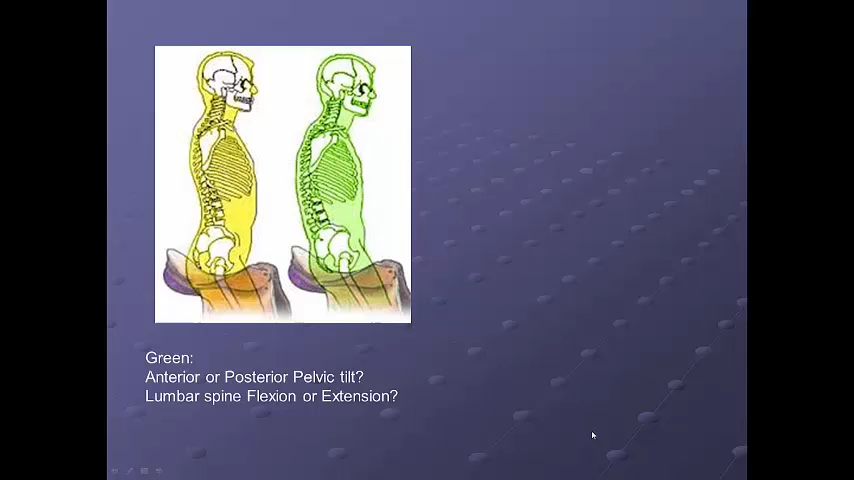 Green:
Anterior or Posterior Pelvic tilt?
Lumbar spine Flexion or Extension?